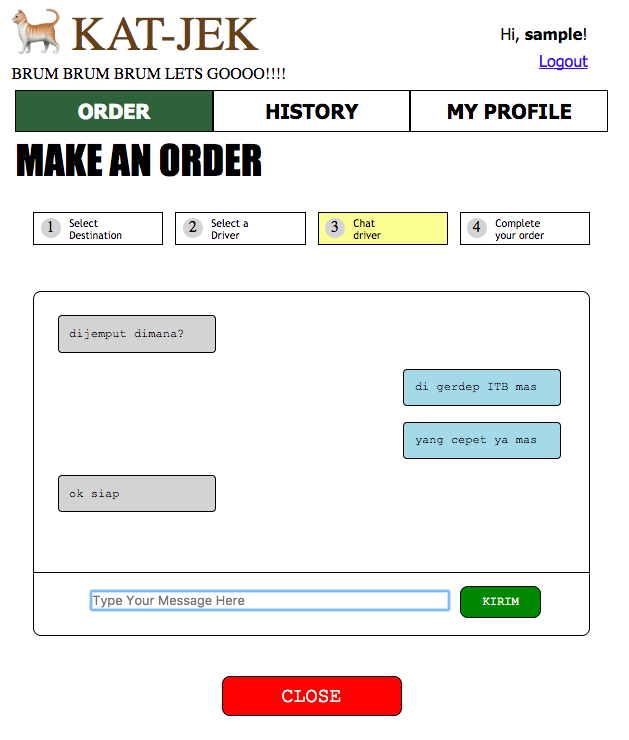 KAT-JEK
Hi, sample!
Logout
BRUM BRUM BRUM LETS GOOOO!!!!
ORDER HISTORY MY PROFILE
MAKE AN ORDER
1 Select
Destination
2 Select a
Driver
3 Chat
driver
4 Complete
your order
dijemput dimana?
di gerdep ITB mas
yang cepet ya mas
ok siap
Type Your Message Here
KIRIM
CLOSE